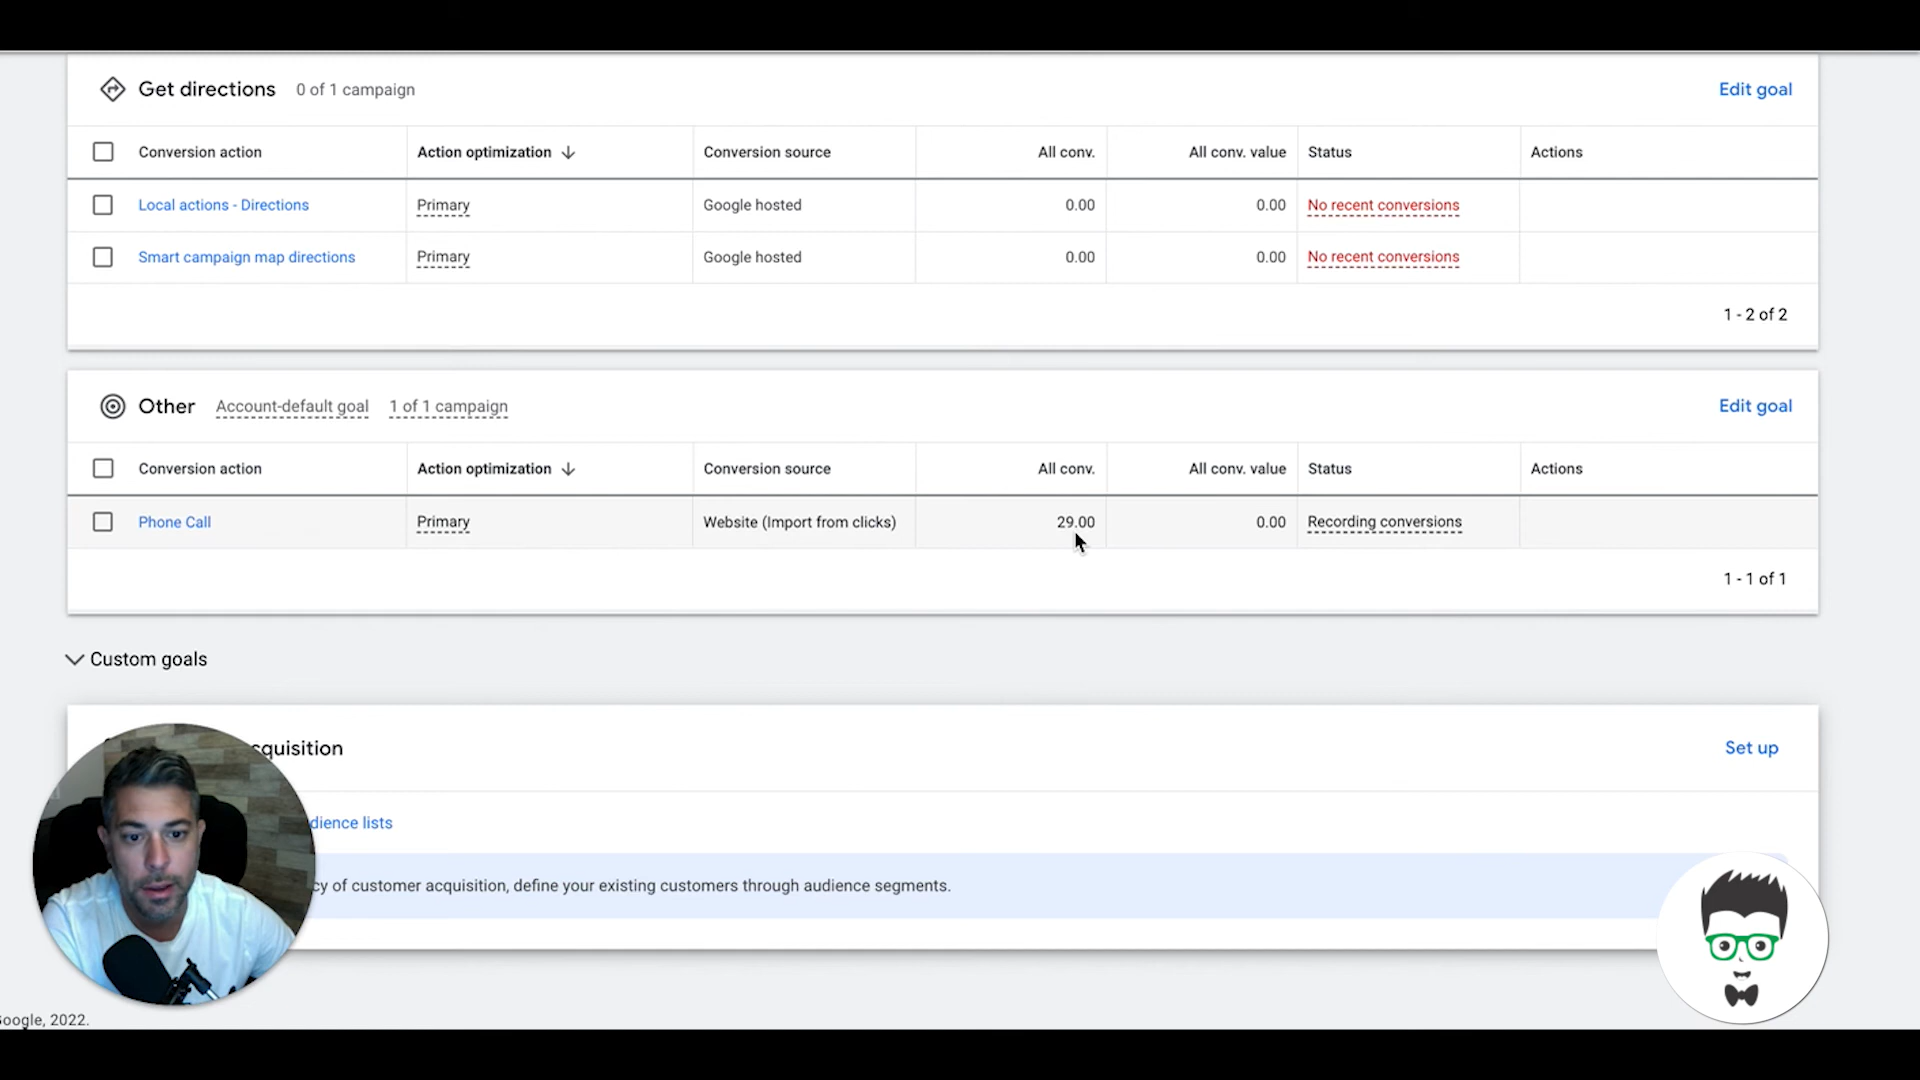 Get directions 0 of 1 campaign Edit goal
Conversion action Action optimization Conversion source All conv. All conv. value Status Actions
Local actions - Directions Primary Google hosted 0.00 0.00 No recent conversions
Smart campaign map directions Primary Google hosted 0.00 0.00 No recent conversions
1 - 2 of 2
Other Account-default goal 1 of 1 campaign Edit goal
Conversion action Action optimization Conversion source All conv. All conv. value Status Actions
Phone Call Primary Website (Import from clicks) 29.00 0.00 Recording conversions
1 - 1 of 1
Custom goals
cquisition Set up
dience lists
cy of customer acquisition, define your existing customers through audience segments.
oogle, 2022.